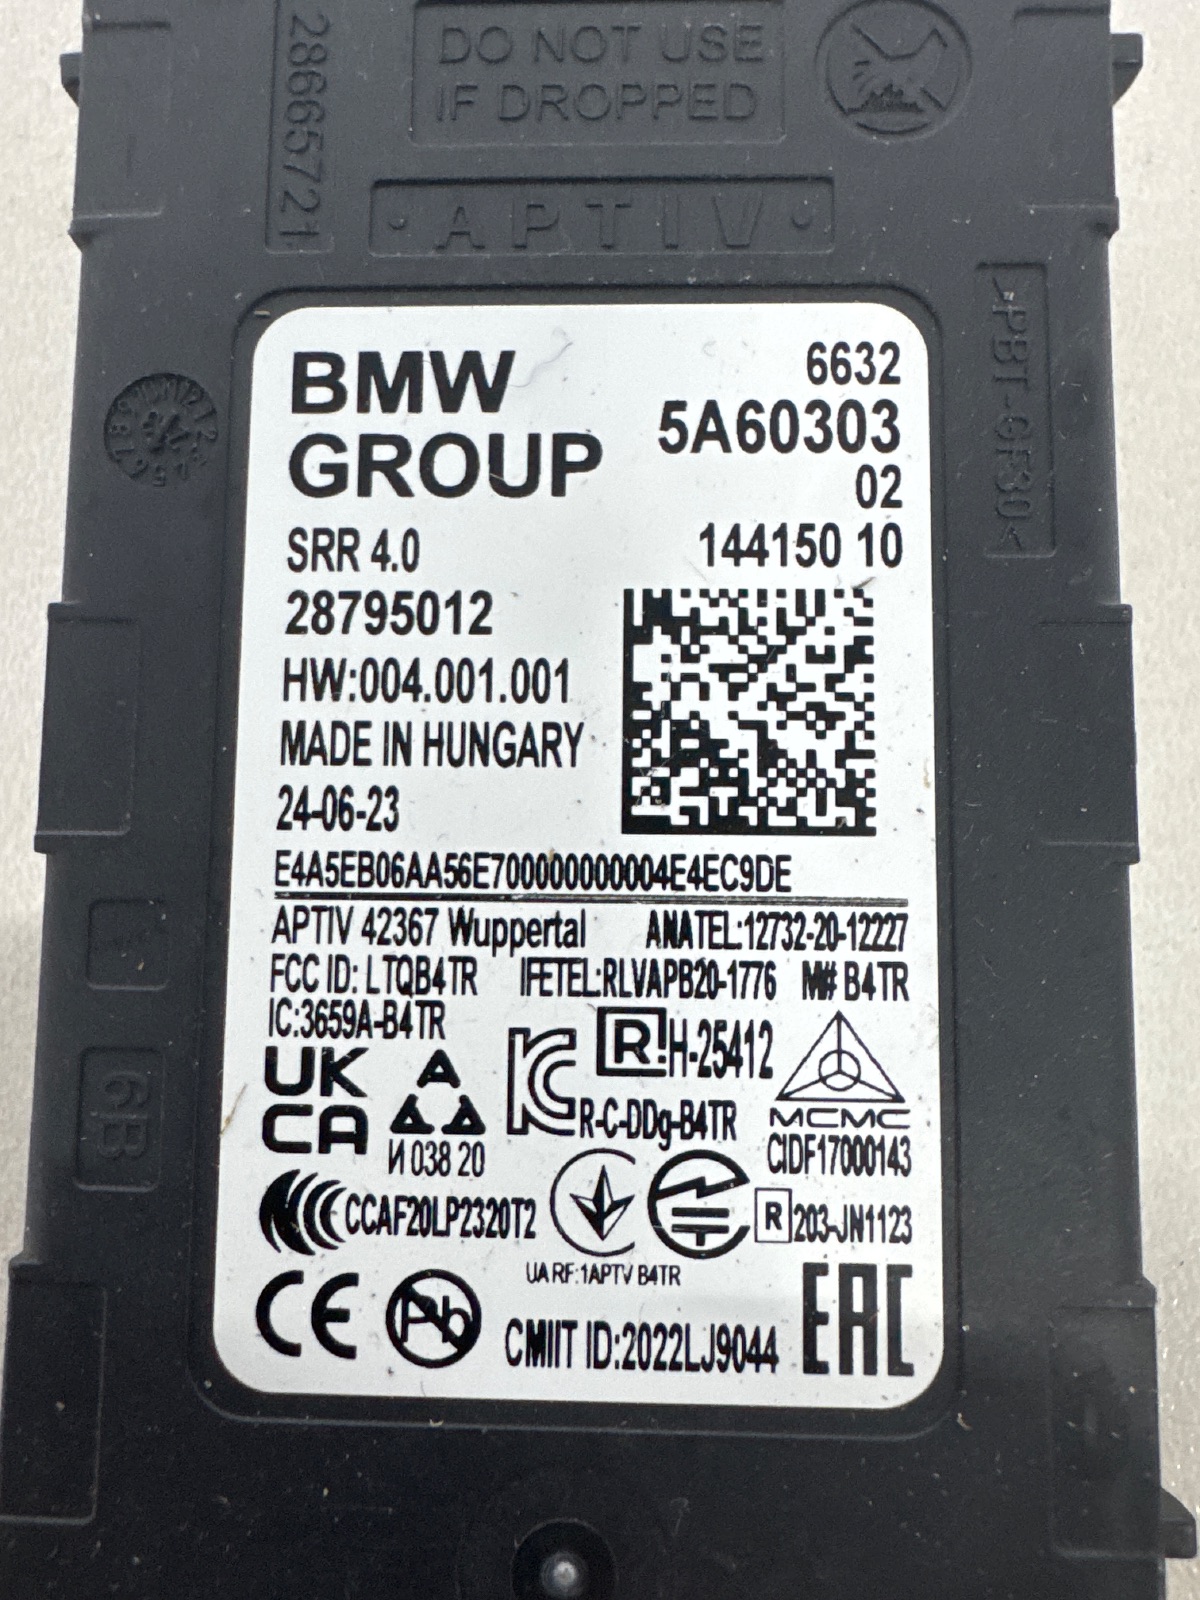 28665721
DO NOT USE
IF DROPPED
· APTIV ·
>PBT-GF30<
BMW
GROUP
6632
5A60303
02
SRR 4.0
144150 10
28795012
HW:004.001.001
MADE IN HUNGARY
24-06-23
E4A5EB06AA56E700000000004E4EC9DE
APTIV 42367 Wuppertal ANATEL:12732-20-12227
FCC ID: LTQB4TR IFETEL:RLVAPB20-1776 M# B4TR
IC:3659A-B4TR
UK
CA
И 038 20
R H-25412
R-C-DDg-B4TR
MCMC
CIDF17000143
CCAF20LP2320T2
R 203-JN1123
UA RF:1APTV B4TR
CE
Pb
CMIIT ID:2022LJ9044
EAC
6B